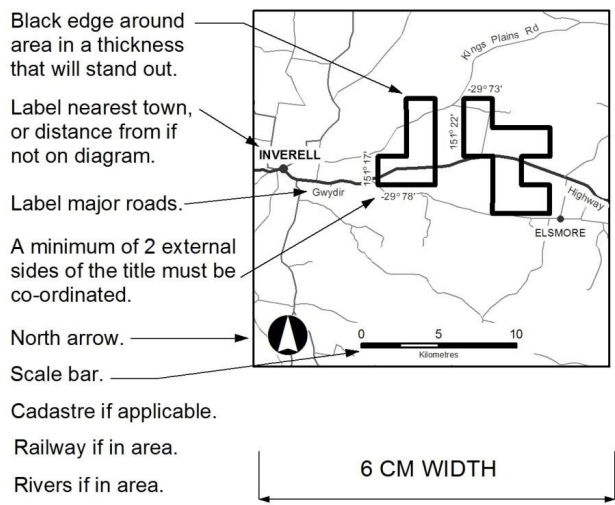 Black edge around
area in a thickness
that will stand out.
Label nearest town,
or distance from if
not on diagram.
Label major roads.
A minimum of 2 external
sides of the title must be
co-ordinated.
North arrow.
Scale bar.
Cadastre if applicable.
Railway if in area.
Rivers if in area.
Kings Plains Rd
-29° 73'
151° 22'
INVERELL
151° 17'
Gwydir
-29° 78'
Highway
ELSMORE
0 5 10
Kilometres
6 CM WIDTH